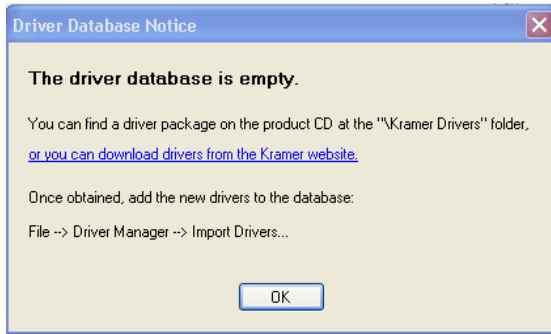 Driver Database Notice
The driver database is empty.
You can find a driver package on the product CD at the "\Kramer Drivers" folder,
or you can download drivers from the Kramer website.
Once obtained, add the new drivers to the database:
File --> Driver Manager --> Import Drivers...
OK